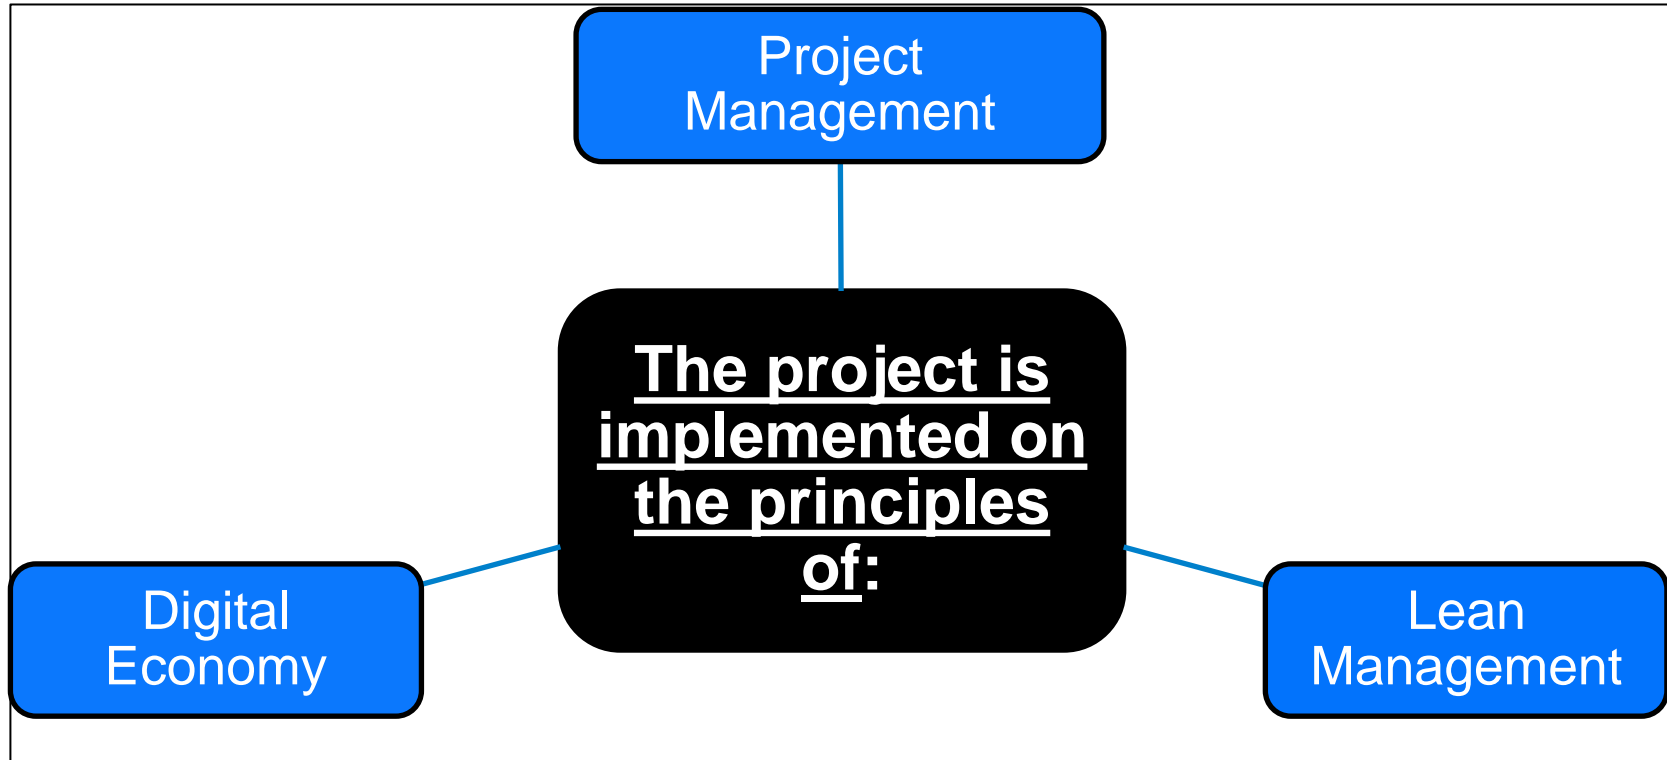 Project
Management
The project is
implemented on
the principles
of:
Digital
Economy
Lean
Management